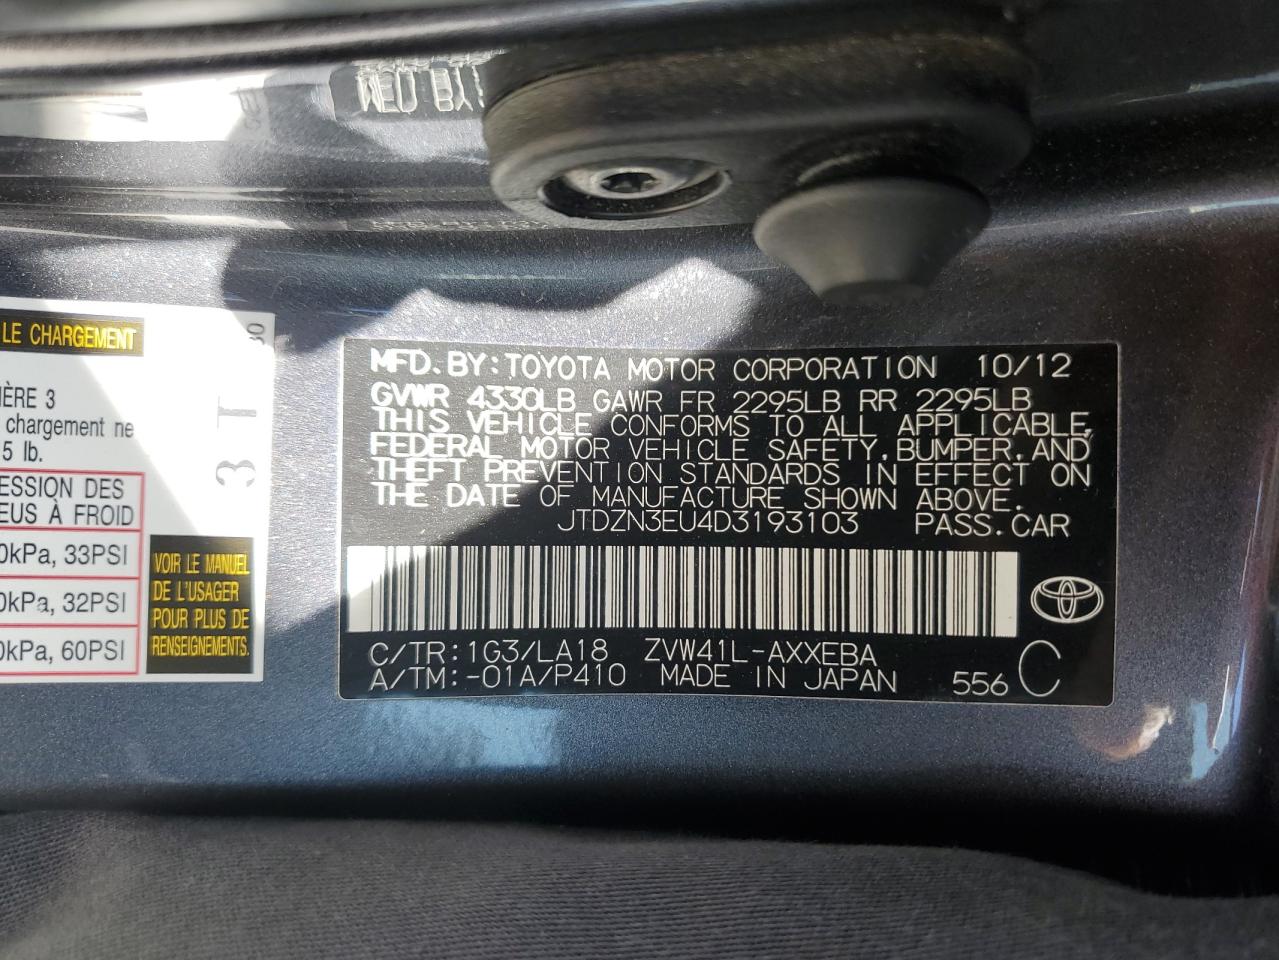 LE CHARGEMENT
IÈRE 3
chargement ne
5 lb.
ESSION DES
EUS À FROID
0kPa, 33PSI
0kPa, 32PSI
0kPa, 60PSI
3 T
VOIR LE MANUEL
DE L'USAGER
POUR PLUS DE
RENSEIGNEMENTS.
MFD. BY: TOYOTA MOTOR CORPORATION 10/12
GVWR 4330LB GAWR FR 2295LB RR 2295LB
THIS VEHICLE CONFORMS TO ALL APPLICABLE
FEDERAL MOTOR VEHICLE SAFETY, BUMPER, AND
THEFT PREVENTION STANDARDS IN EFFECT ON
THE DATE OF MANUFACTURE SHOWN ABOVE.
JTDZN3EU4D3193103 PASS. CAR
C/TR: 1G3/LA18 ZVW41L-AXXEBA
A/TM: -01A/P410 MADE IN JAPAN 556 C